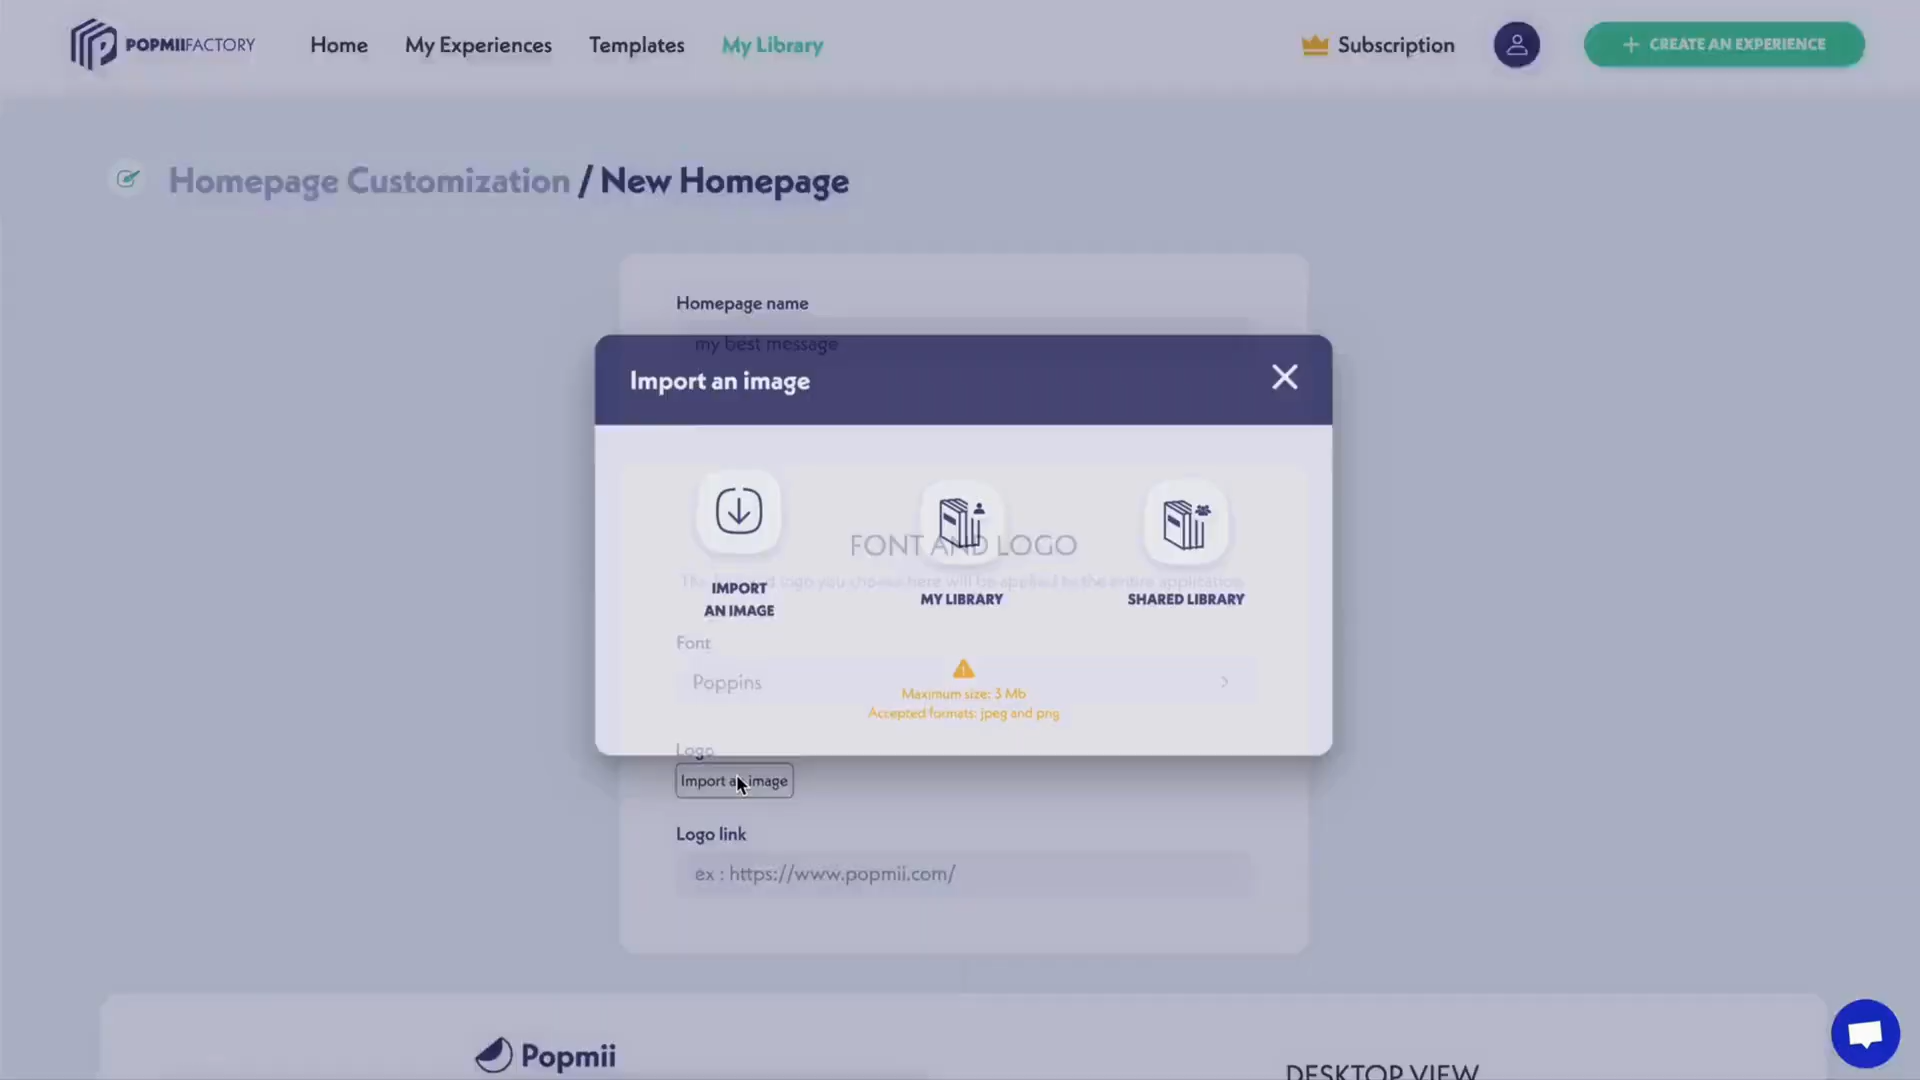 POPMIIFACTORY
Home
My Experiences
Templates
My Library
Subscription
CREATE AN EXPERIENCE
Homepage Customization / New Homepage
Homepage name
my best message
Import an image
FONT AND LOGO
The font and logo you choose here will be applied to the entire application
IMPORT
AN IMAGE
MY LIBRARY
SHARED LIBRARY
Font
Poppins
Maximum size: 3 Mb
Accepted formats: jpeg and png
Logo
Import an image
Logo link
ex : https://www.popmii.com/
Popmii
DESKTOP VIEW